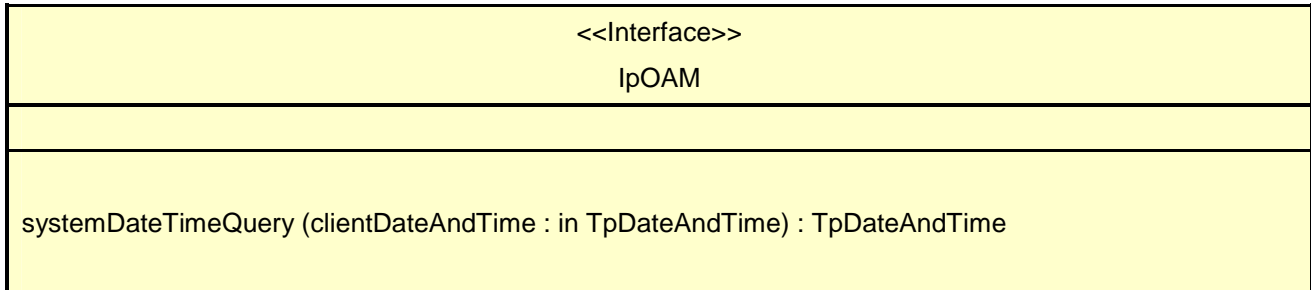 <<Interface>>
IpOAM
systemDateTimeQuery (clientDateAndTime : in TpDateAndTime) : TpDateAndTime